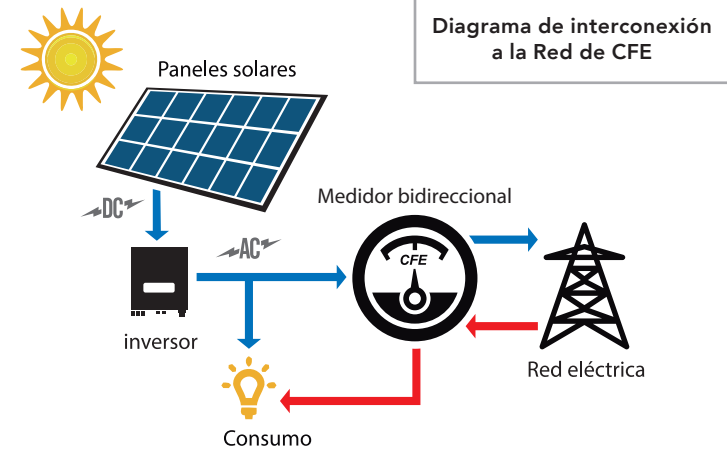 Diagrama de interconexión
a la Red de CFE
Paneles solares
DC
Medidor bidireccional
AC
CFE
inversor
Red eléctrica
Consumo